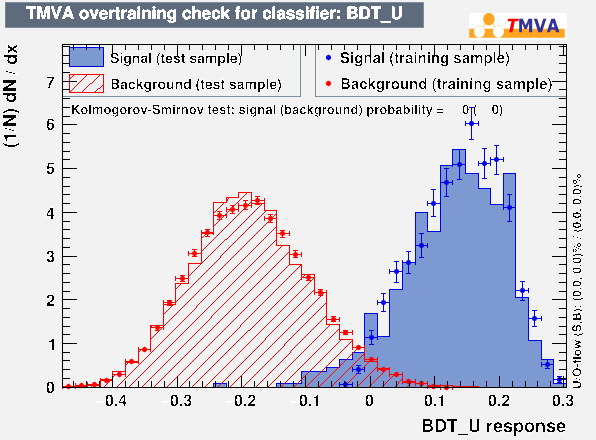 TMVA overtraining check for classifier: BDT_U
TMVA
Signal (test sample)
Background (test sample)
Signal (training sample)
Background (training sample)
Kolmogorov-Smirnov test: signal (background) probability = 0 ( 0)
(1/N) dN / dx
7
6
5
4
3
2
1
0
-0.4 -0.3 -0.2 -0.1 0 0.1 0.2 0.3
BDT_U response
U/O-flow (S,B): (0.0, 0.0)% / (0.0, 0.0)%